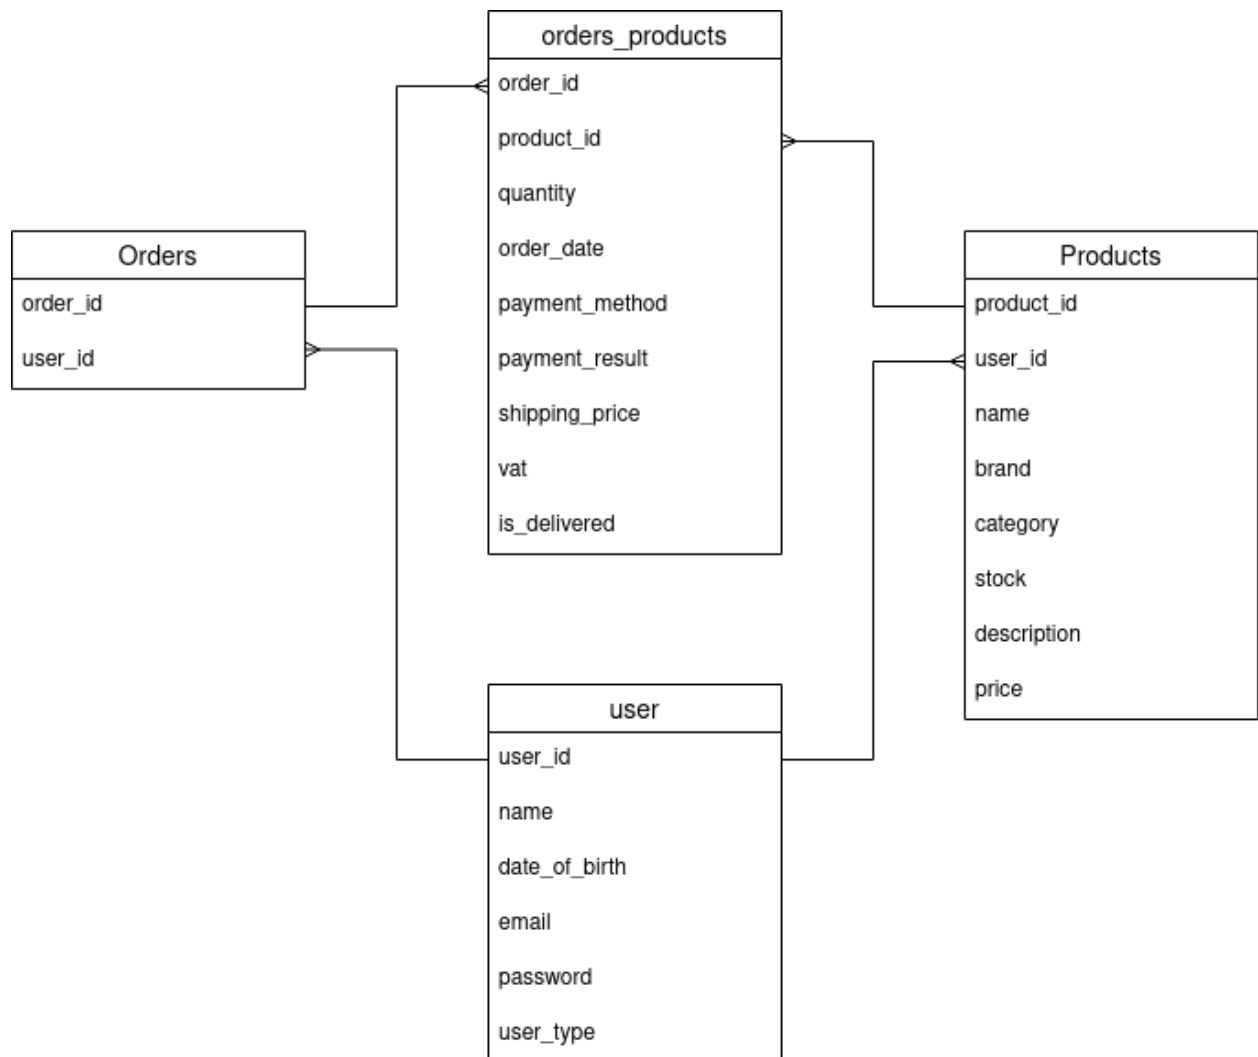 orders_products
order_id
product_id
quantity
order_date
payment_method
payment_result
shipping_price
vat
is_delivered
Orders
order_id
user_id
Products
product_id
user_id
name
brand
category
stock
description
price
user
user_id
name
date_of_birth
email
password
user_type